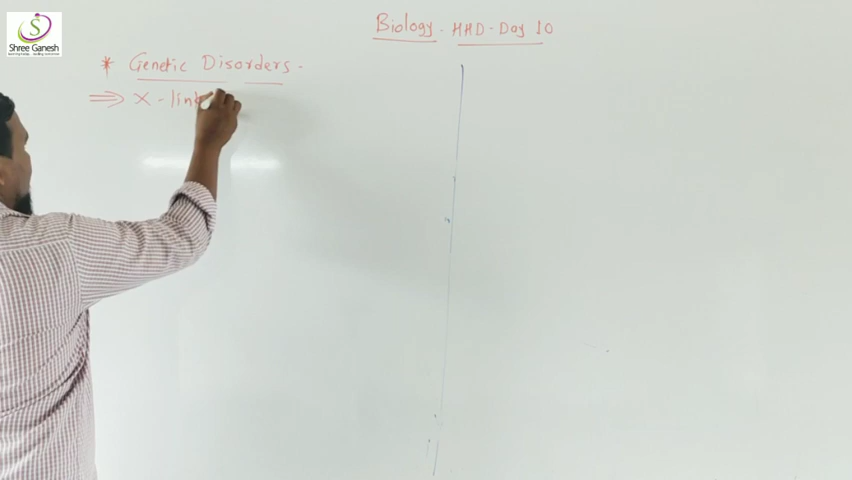 Biology - HHD - Day 10
S
Shree Ganesh
* Genetic Disorders -
⇒ X-link